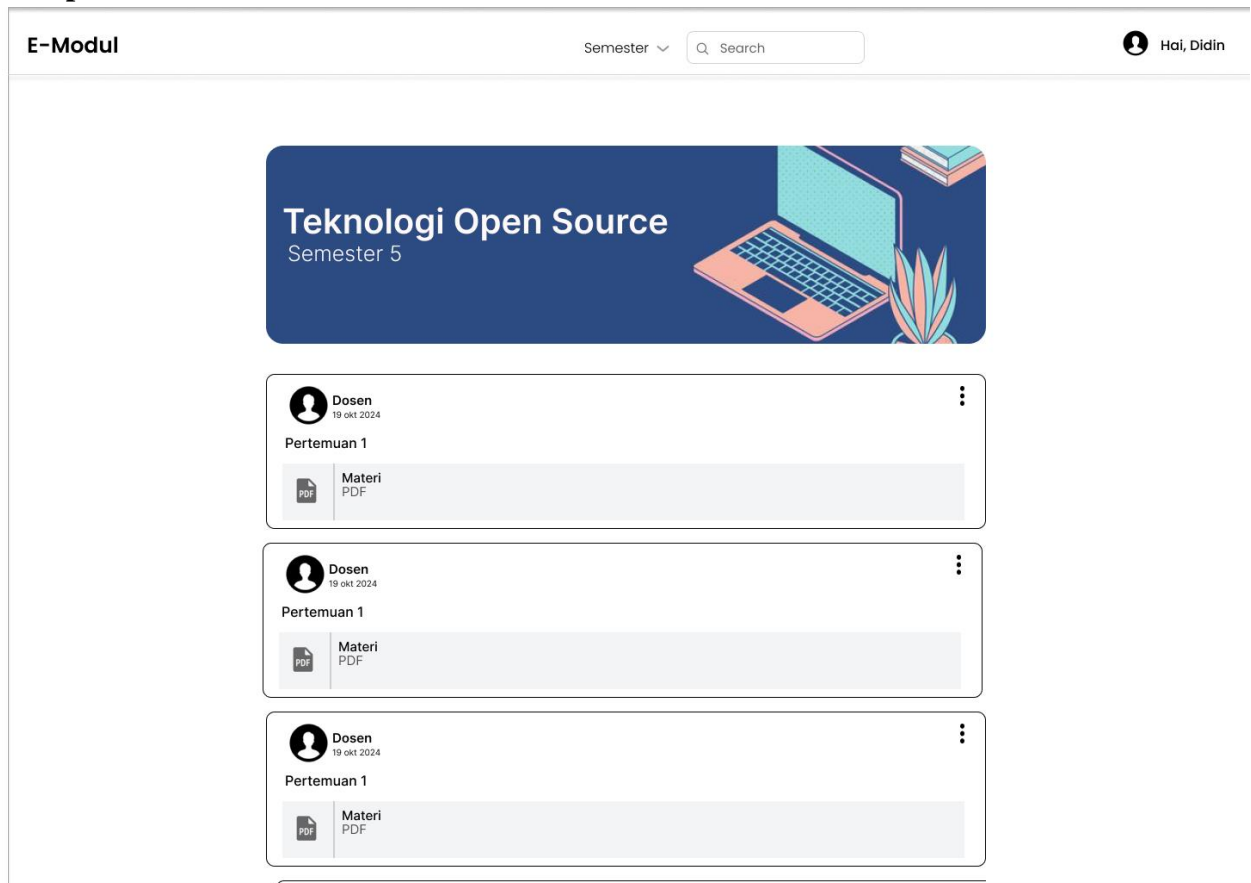 E-Modul
Semester
Search
Hai, Didin
Teknologi Open Source
Semester 5
Dosen
19 okt 2024
Pertemuan 1
PDF
Materi
PDF
Dosen
19 okt 2024
Pertemuan 1
PDF
Materi
PDF
Dosen
19 okt 2024
Pertemuan 1
PDF
Materi
PDF